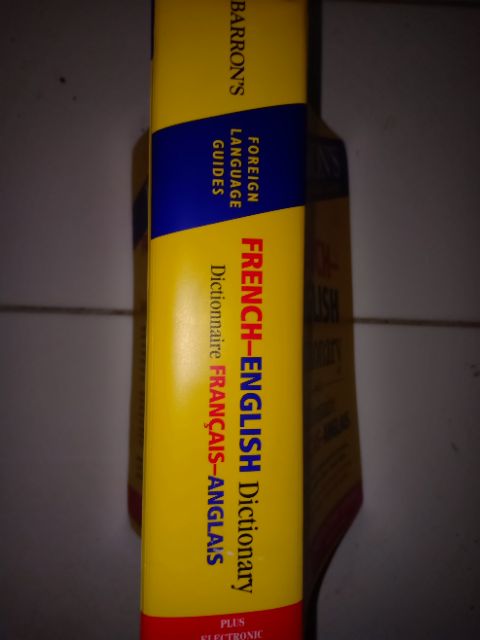 BARRON'S
FOREIGN
LANGUAGE
GUIDES
FRENCH–ENGLISH Dictionary
Dictionnaire FRANÇAIS–ANGLAIS
PLUS
ELECTRONIC